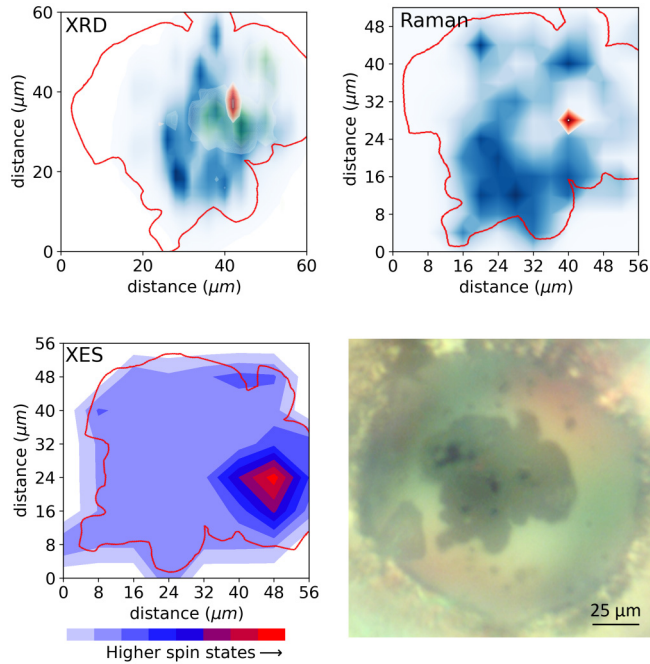 XRD
distance (μm)
60
40
20
0
0 20 40 60
distance (μm)
Raman
distance (μm)
48
40
32
24
16
8
0
0 8 16 24 32 40 48 56
distance (μm)
XES
distance (μm)
56
48
40
32
24
16
8
0
0 8 16 24 32 40 48 56
distance (μm)
Higher spin states ⟶
25 μm